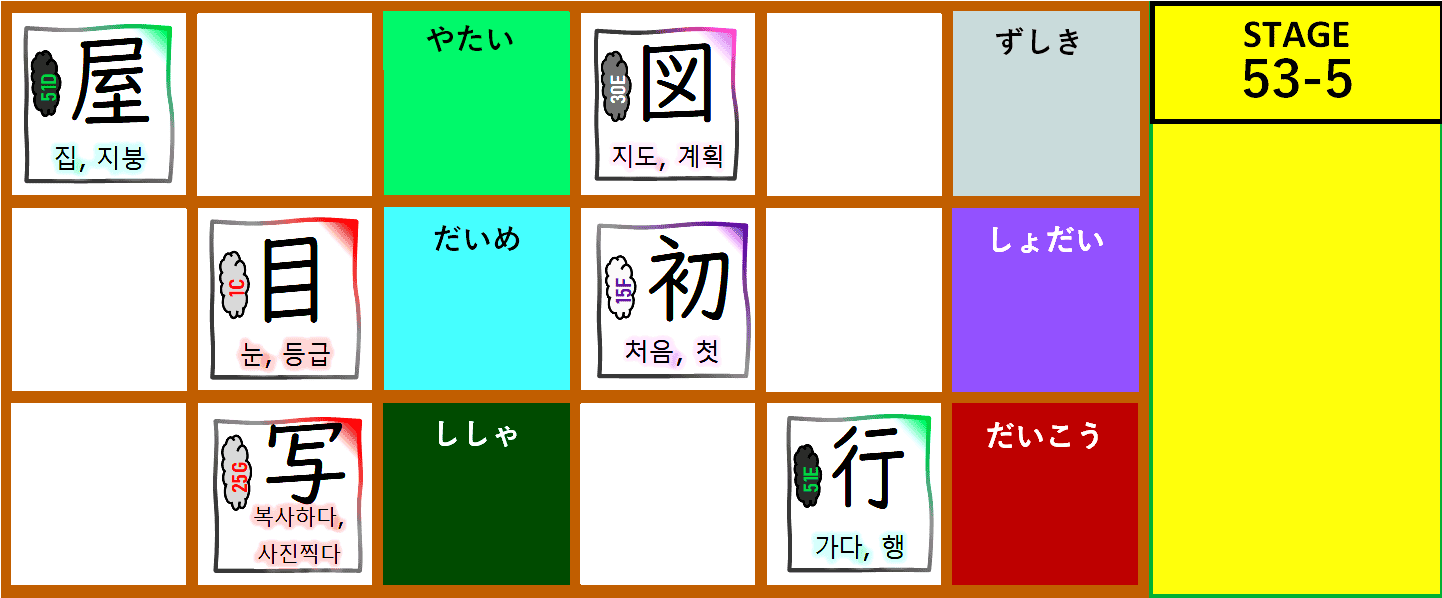 51D
屋
집, 지붕
やたい
30E
図
지도, 계획
ずしき
STAGE
53-5
1C
目
눈, 등급
だいめ
15F
初
처음, 첫
しょだい
25G
写
복사하다,
사진찍다
ししゃ
51E
行
가다, 행
だいこう